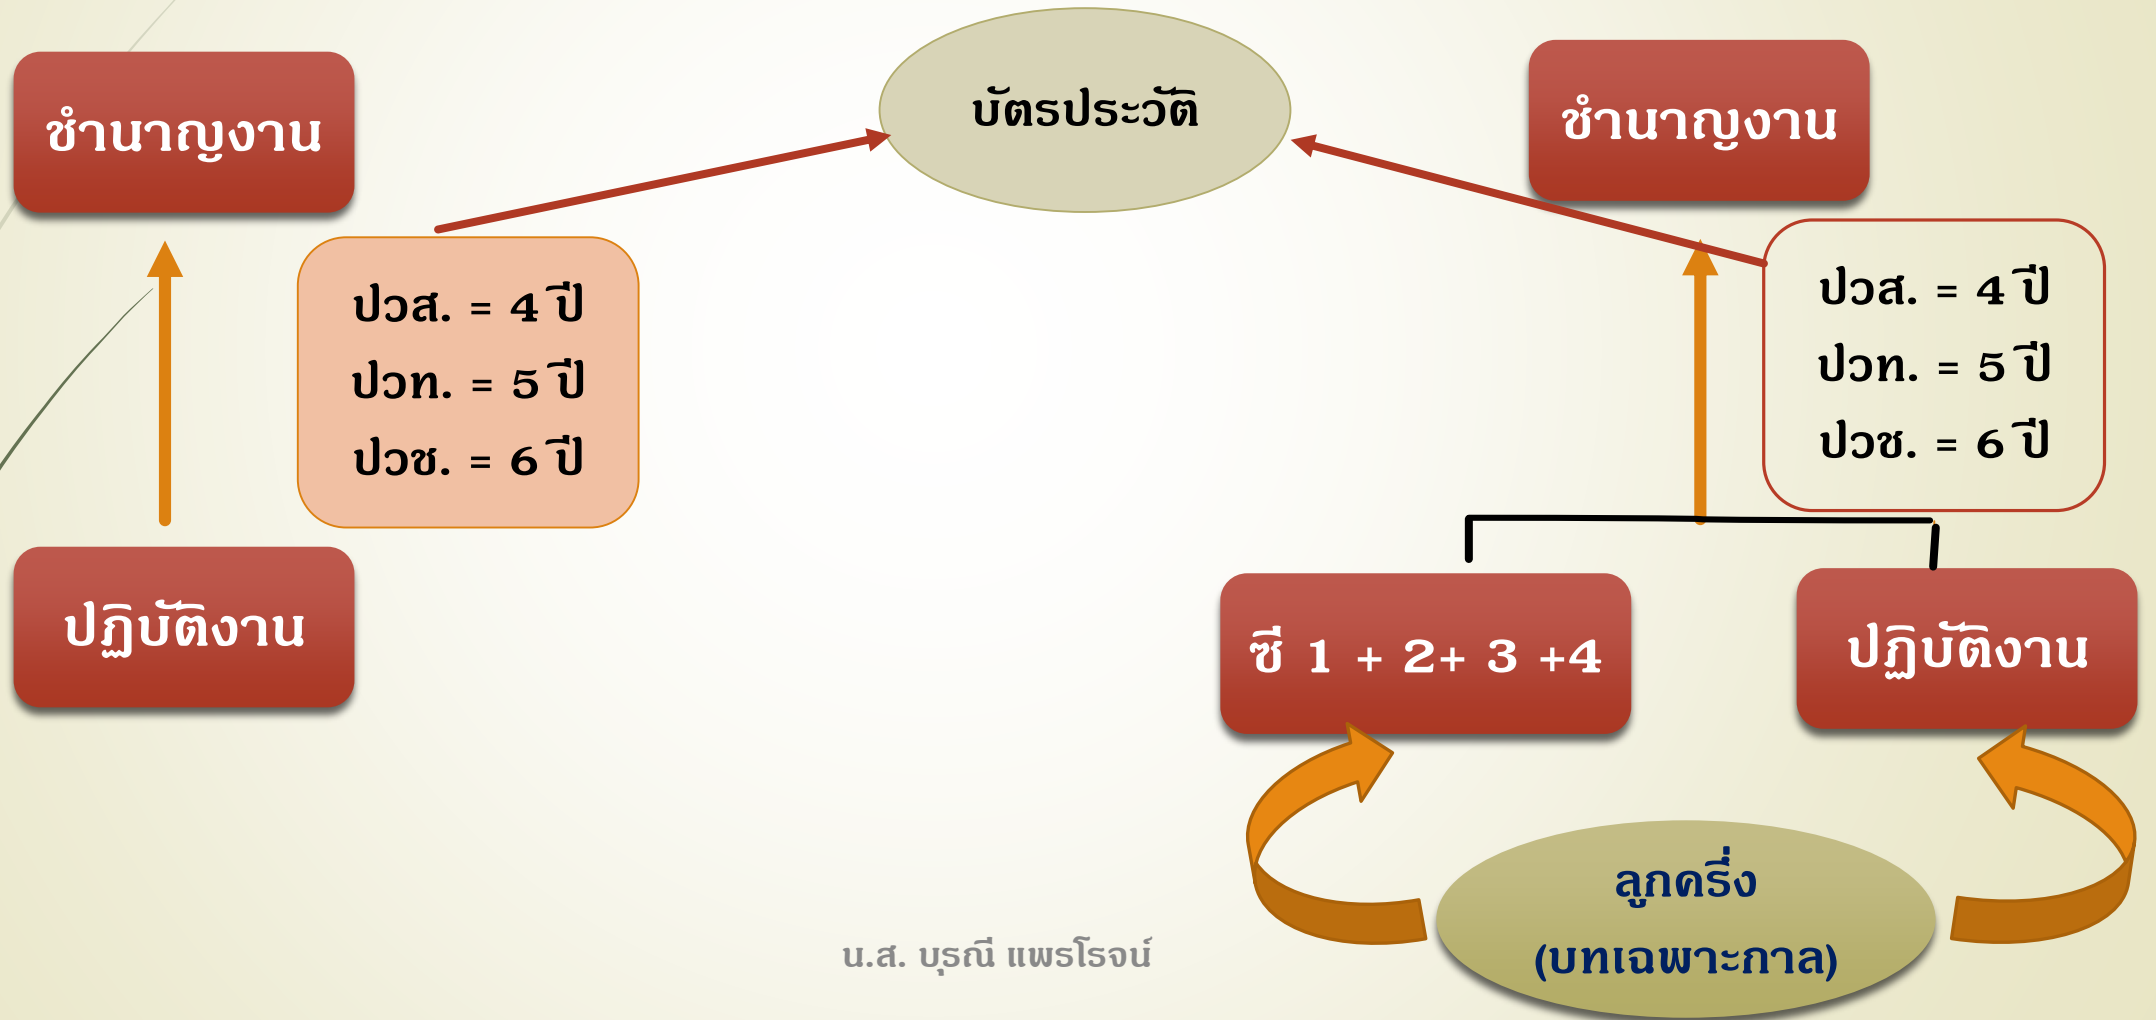 บัตรประวัติ
ชำนาญงาน
ชำนาญงาน
ปวส. = 4 ปี
ปวท. = 5 ปี
ปวช. = 6 ปี
ปวส. = 4 ปี
ปวท. = 5 ปี
ปวช. = 6 ปี
ปฏิบัติงาน
ซี 1 + 2+ 3 +4
ปฏิบัติงาน
ลูกครึ่ง
(บทเฉพาะกาล)
น.ส. บุรณี แพรโรจน์